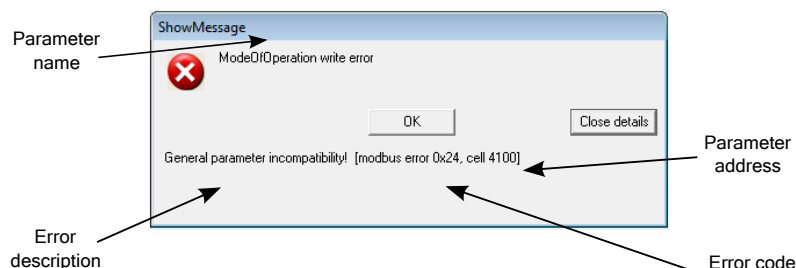 ShowMessage
Parameter
name
ModeOfOperation write error
OK
Close details
General parameter incompatibility! [modbus error 0x24, cell 4100]
Parameter
address
Error
description
Error code